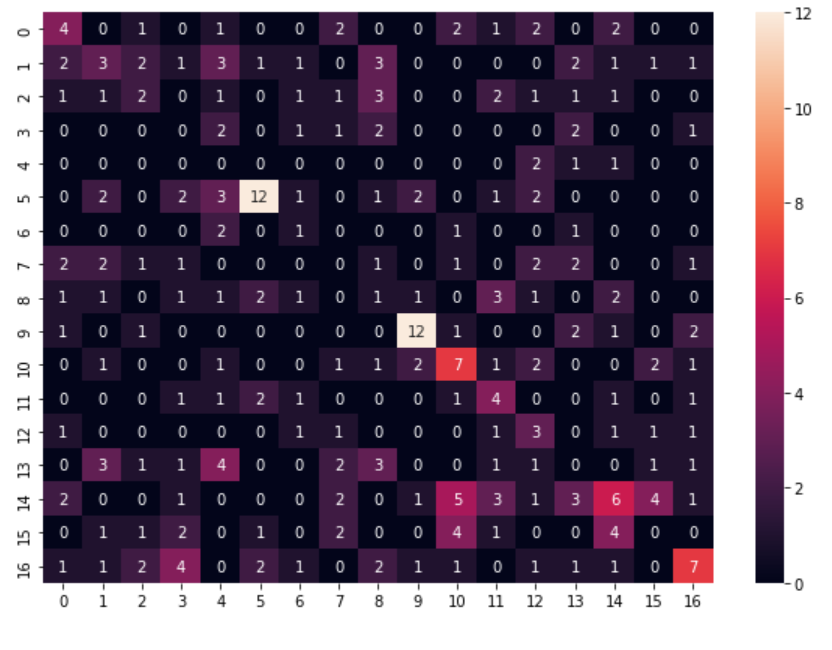 0 4 0 1 0 1 0 0 2 0 0 2 1 2 0 2 0 0
1 2 3 2 1 3 1 1 0 3 0 0 0 0 2 1 1 1
2 1 1 2 0 1 0 1 1 3 0 0 2 1 1 1 0 0
3 0 0 0 0 2 0 1 1 2 0 0 0 0 2 0 0 1
4 0 0 0 0 0 0 0 0 0 0 0 0 2 1 1 0 0
5 0 2 0 2 3 12 1 0 1 2 0 1 2 0 0 0 0
6 0 0 0 0 2 0 1 0 0 0 1 0 0 1 0 0 0
7 2 2 1 1 0 0 0 0 1 0 1 0 2 2 0 0 1
8 1 1 0 1 1 2 1 0 1 1 0 3 1 0 2 0 0
9 1 0 1 0 0 0 0 0 0 12 1 0 0 2 1 0 2
10 0 1 0 0 1 0 0 1 1 2 7 1 2 0 0 2 1
11 0 0 0 1 1 2 1 0 0 0 1 4 0 0 1 0 1
12 1 0 0 0 0 0 1 1 0 0 0 1 3 0 1 1 1
13 0 3 1 1 4 0 0 2 3 0 0 1 1 0 0 1 1
14 2 0 0 1 0 0 0 2 0 1 5 3 1 3 6 4 1
15 0 1 1 2 0 1 0 2 0 0 4 1 0 0 4 0 0
16 1 1 2 4 0 2 1 0 2 1 1 0 1 1 1 0 7
0 1 2 3 4 5 6 7 8 9 10 11 12 13 14 15 16
12
10
8
6
4
2
0